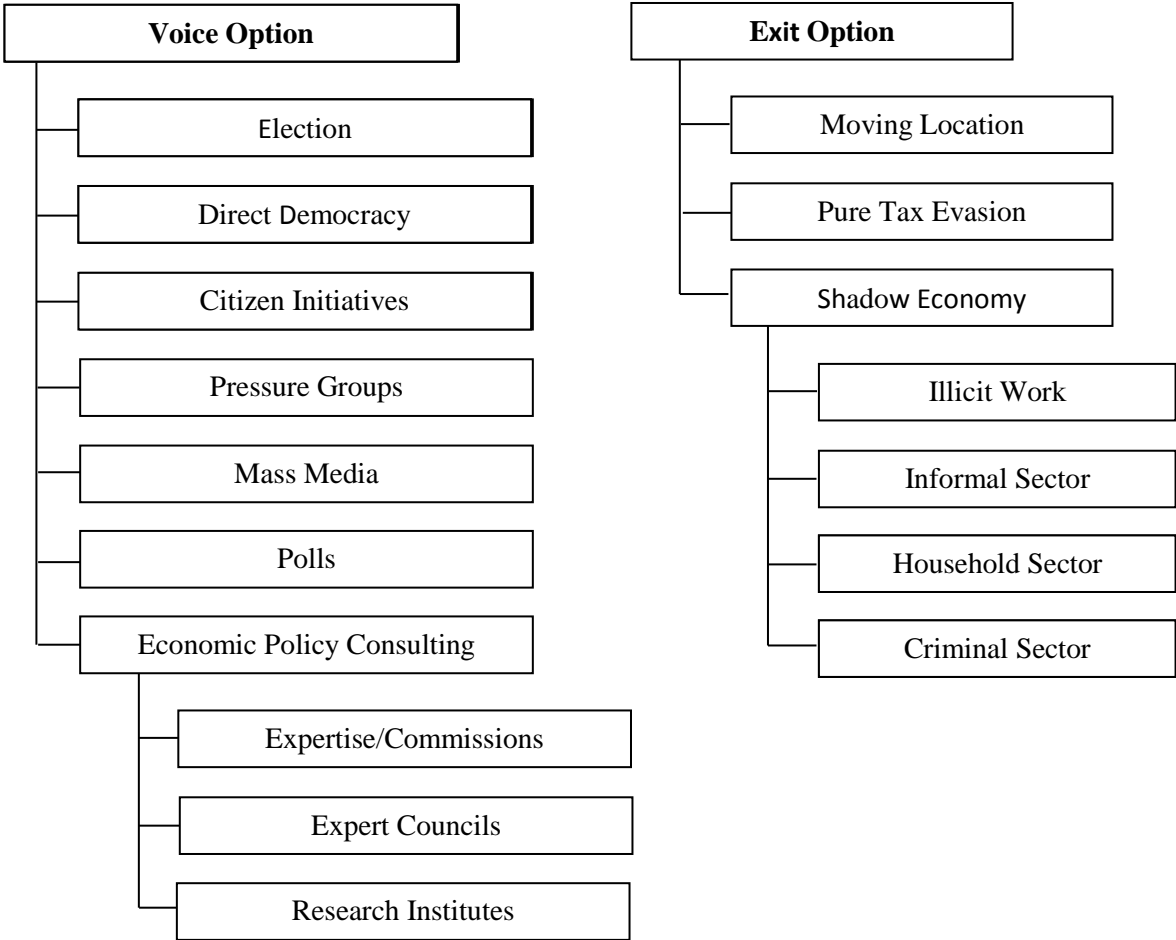 Voice Option
Election
Direct Democracy
Citizen Initiatives
Pressure Groups
Mass Media
Polls
Economic Policy Consulting
Expertise/Commissions
Expert Councils
Research Institutes
Exit Option
Moving Location
Pure Tax Evasion
Shadow Economy
Illicit Work
Informal Sector
Household Sector
Criminal Sector